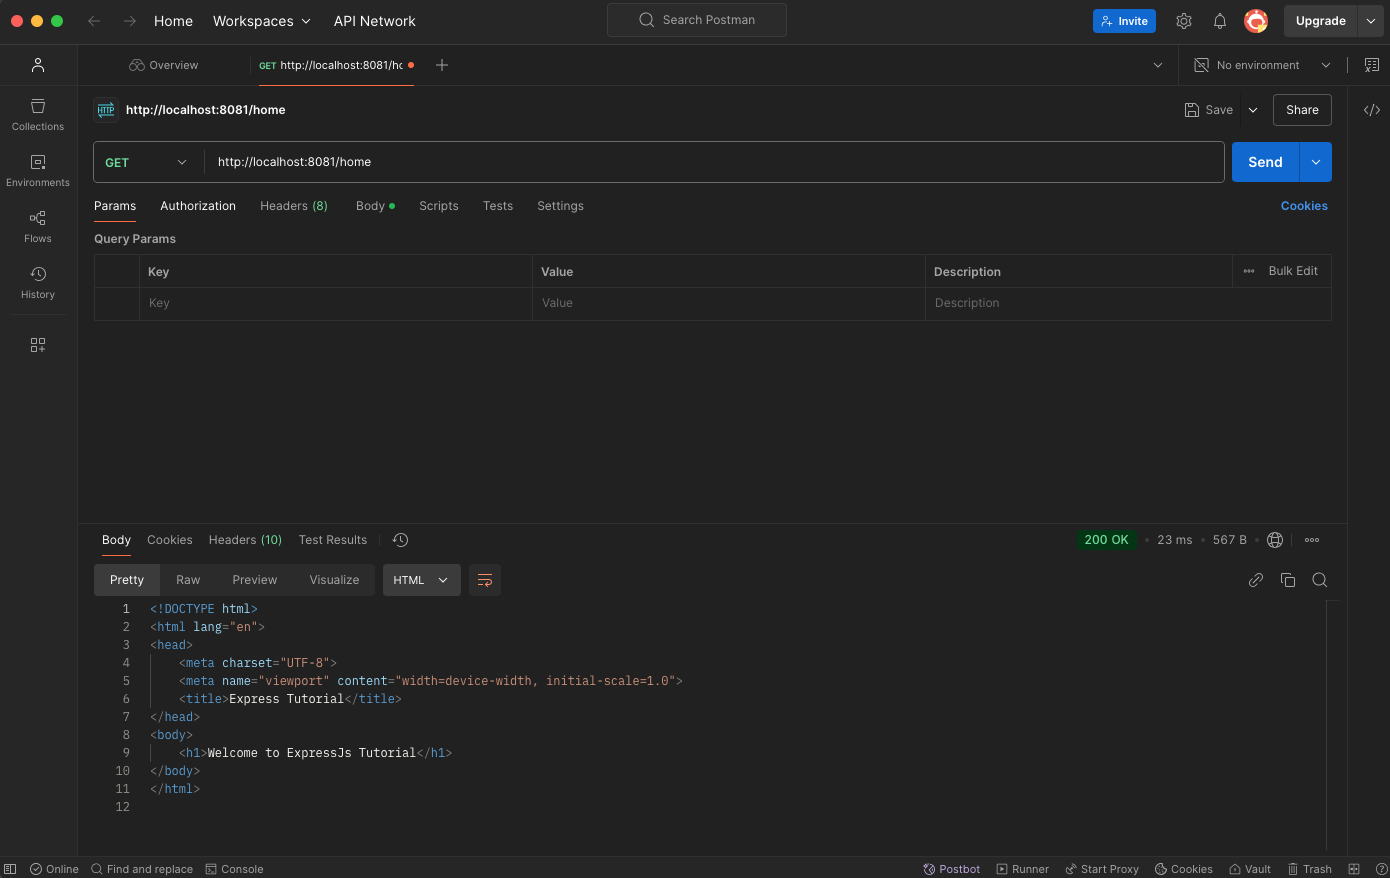 Home Workspaces API Network Search Postman Invite Upgrade
Overview GET http://localhost:8081/ho No environment
Collections
Environments
Flows
History
HTTP http://localhost:8081/home Save Share
GET http://localhost:8081/home Send
Params Authorization Headers (8) Body Scripts Tests Settings Cookies
Query Params
Key Value Description Bulk Edit
Key Value Description
Body Cookies Headers (10) Test Results 200 OK 23 ms 567 B
Pretty Raw Preview Visualize HTML
1 <!DOCTYPE html>
2 <html lang="en">
3 <head>
4 <meta charset="UTF-8">
5 <meta name="viewport" content="width=device-width, initial-scale=1.0">
6 <title>Express Tutorial</title>
7 </head>
8 <body>
9 <h1>Welcome to ExpressJs Tutorial</h1>
10 </body>
11 </html>
12
Online Find and replace Console Postbot Runner Start Proxy Cookies Vault Trash